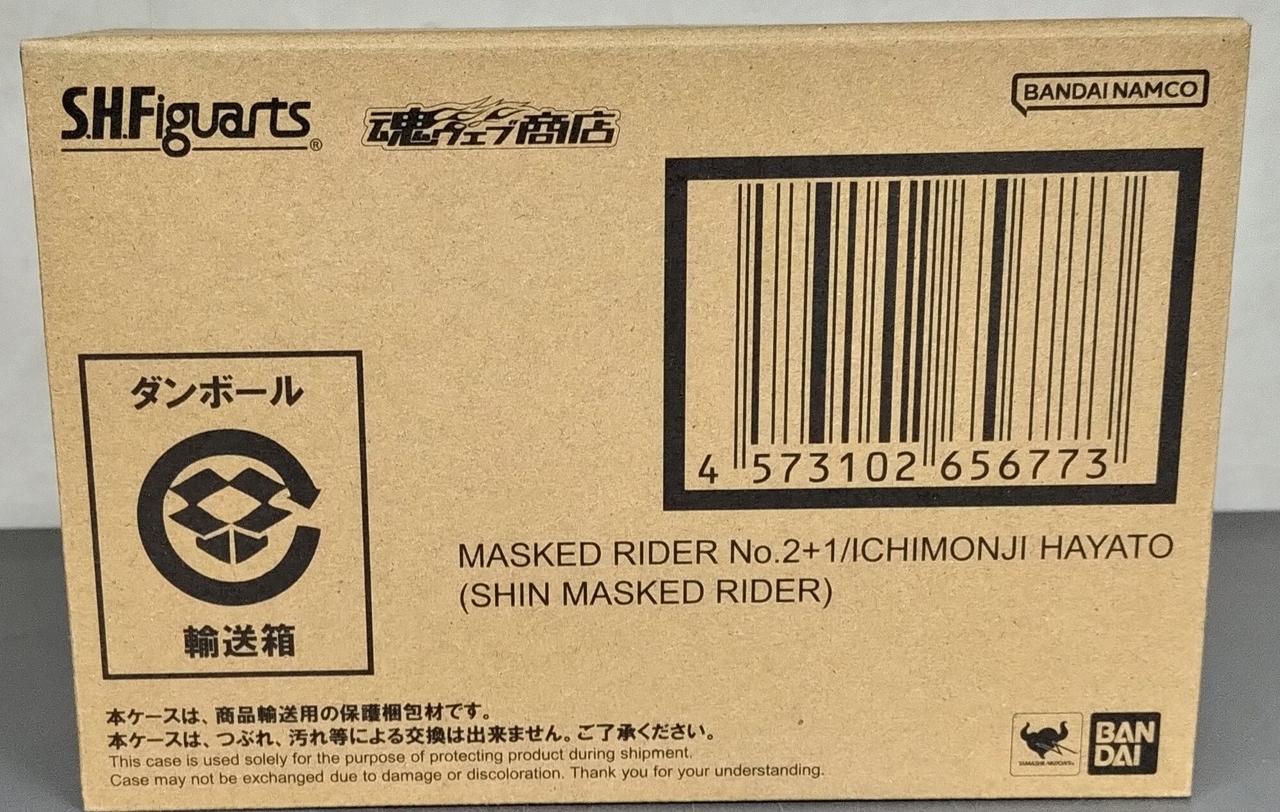 S.H.Figuarts®
魂ウェブ商店
BANDAI NAMCO
4 573102 656773
ダンボール
輸送箱
MASKED RIDER No.2+1/ICHIMONJI HAYATO
(SHIN MASKED RIDER)
本ケースは、商品輸送用の保護梱包材です。
本ケースは、つぶれ、汚れ等による交換は出来ません。ご了承ください。
This case is used solely for the purpose of protecting product during shipment.
Case may not be exchanged due to damage or discoloration. Thank you for your understanding.
TAMASHII NATIONS
BAN
DAI